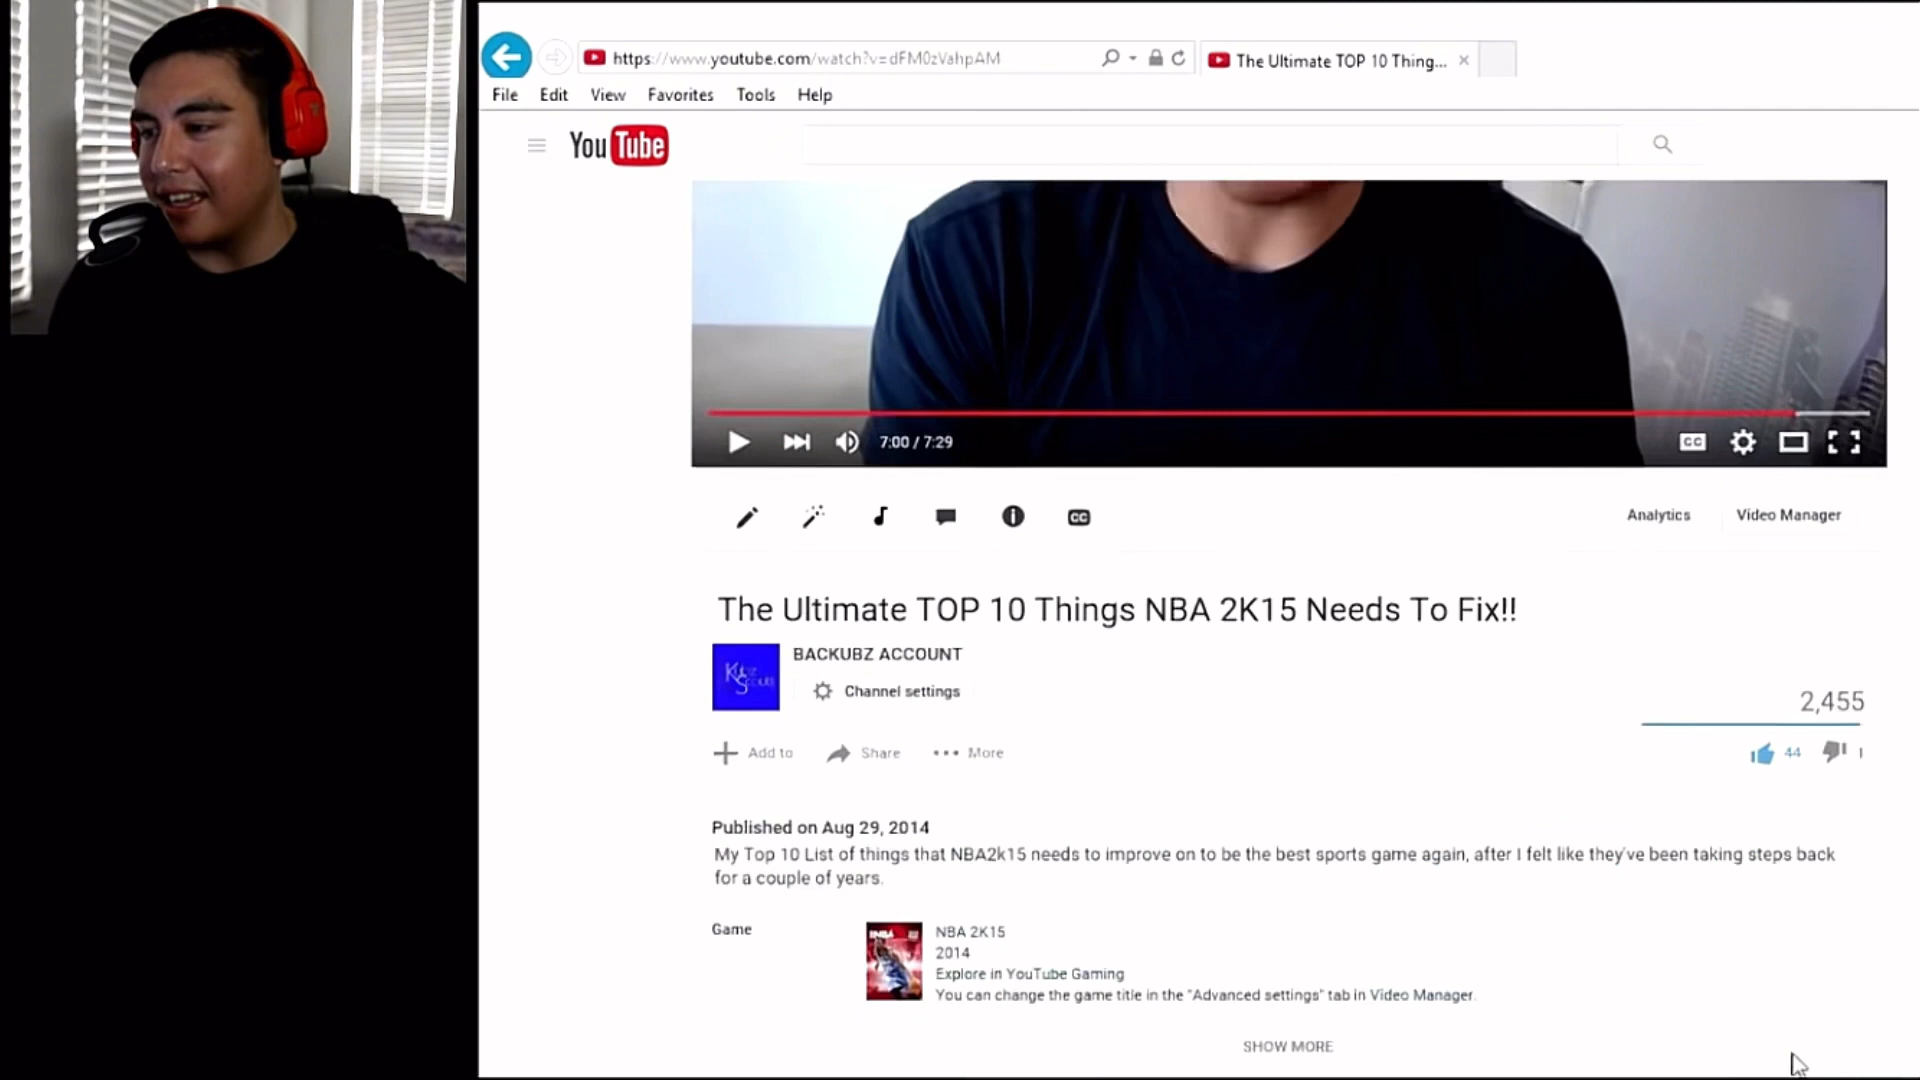 https://www.youtube.com/watch?v=dFM0zVahpAM
The Ultimate TOP 10 Thing...
File Edit View Favorites Tools Help
YouTube
7:00 / 7:29
CC
CC
Analytics
Video Manager
The Ultimate TOP 10 Things NBA 2K15 Needs To Fix!!
BACKUBZ ACCOUNT
Channel settings
2,455
Add to Share More
44 1
Published on Aug 29, 2014
My Top 10 List of things that NBA2k15 needs to improve on to be the best sports game again, after I felt like they've been taking steps back
for a couple of years.
Game
NBA 2K15
2014
Explore in YouTube Gaming
You can change the game title in the "Advanced settings" tab in Video Manager.
SHOW MORE